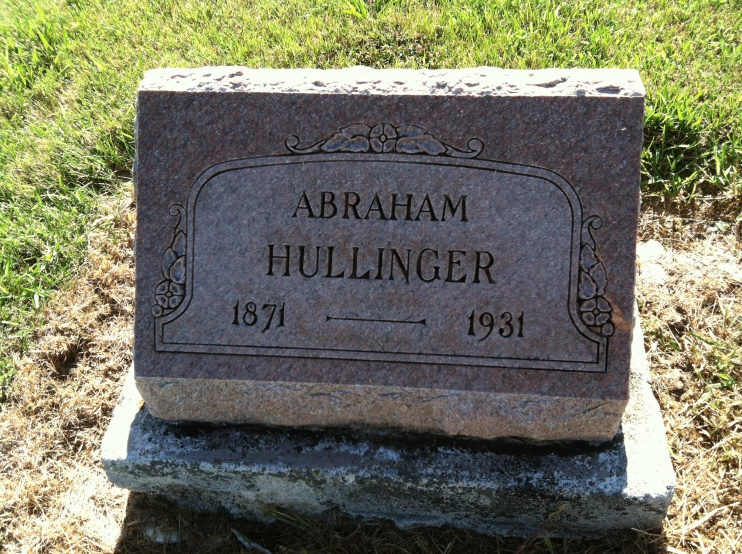 ABRAHAM
HULLINGER
1871 — 1931